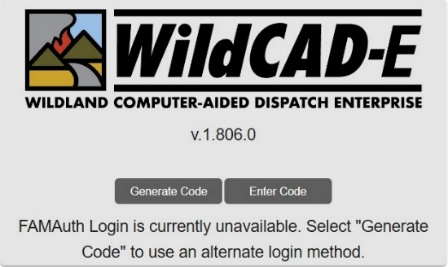 WildCAD-E
WILDLAND COMPUTER-AIDED DISPATCH ENTERPRISE
v.1.806.0
Generate Code Enter Code
FAMAuth Login is currently unavailable. Select "Generate
Code" to use an alternate login method.